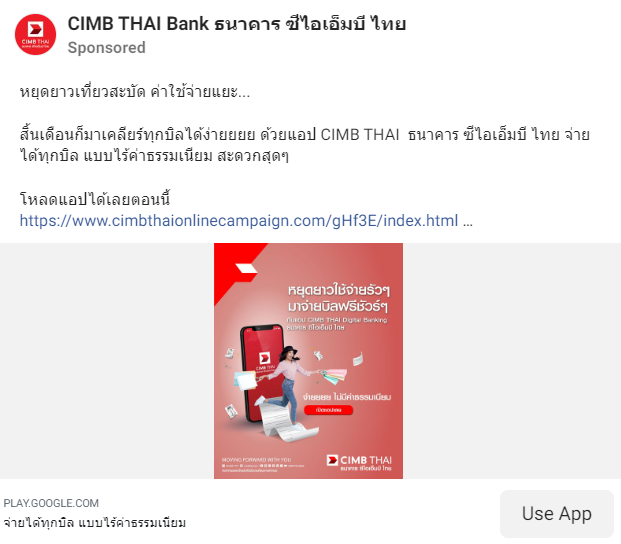 CIMB THAI Bank ธนาคาร ซีไอเอ็มบี ไทย
Sponsored
หยุดยาวเที่ยวสะบัด ค่าใช้จ่ายแยะ...
สิ้นเดือนก็มาเคลียร์ทุกบิลได้ง่ายยยย ด้วยแอป CIMB THAI ธนาคาร ซีไอเอ็มบี ไทย จ่าย
ได้ทุกบิล แบบไร้ค่าธรรมเนียม สะดวกสุดๆ
โหลดแอปได้เลยตอนนี้
https://www.cimbthaionlinecampaign.com/gHf3E/index.html ...
หยุดยาวใช้จ่ายรัวๆ
มาจ่ายบิลฟรีชัวร์ๆ
กับแอป CIMB THAI Digital Banking
ธนาคาร ซีไอเอ็มบี ไทย
CIMB THAI
จ่ายยยย ไม่มีค่าธรรมเนียม
MOVING FORWARD WITH YOU
CIMB THAI
ธนาคาร ซีไอเอ็มบี ไทย
PLAY.GOOGLE.COM
จ่ายได้ทุกบิล แบบไร้ค่าธรรมเนียม
Use App